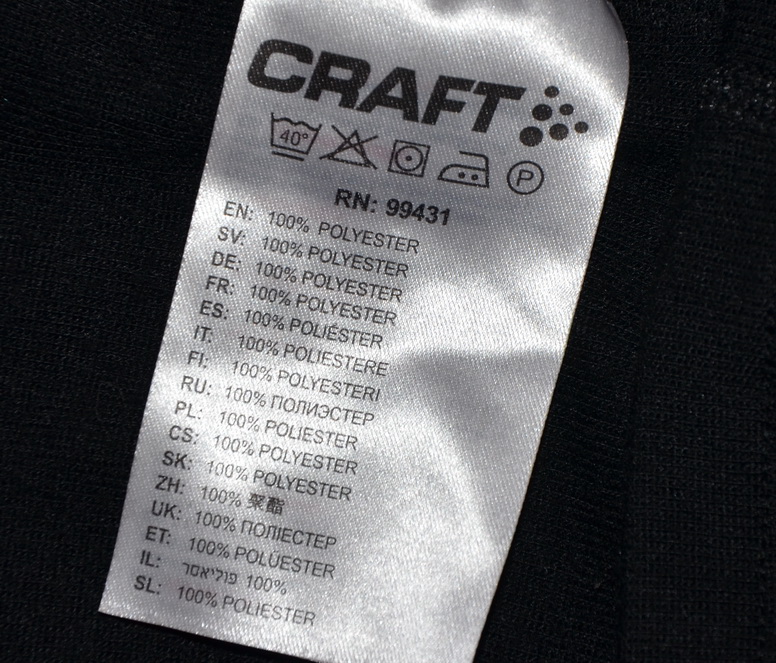 CRAFT
40° P
RN: 99431
EN: 100% POLYESTER
SV: 100% POLYESTER
DE: 100% POLYESTER
FR: 100% POLYESTER
ES: 100% POLIÉSTER
IT: 100% POLIESTERE
FI: 100% POLYESTERI
RU: 100% ПОЛИЭСТЕР
PL: 100% POLIESTER
CS: 100% POLYESTER
SK: 100% POLYESTER
ZH: 100% 聚酯
UK: 100% ПОЛІЕСТЕР
ET: 100% POLÜESTER
IL: 100% פוליאסר
SL: 100% POLIESTER